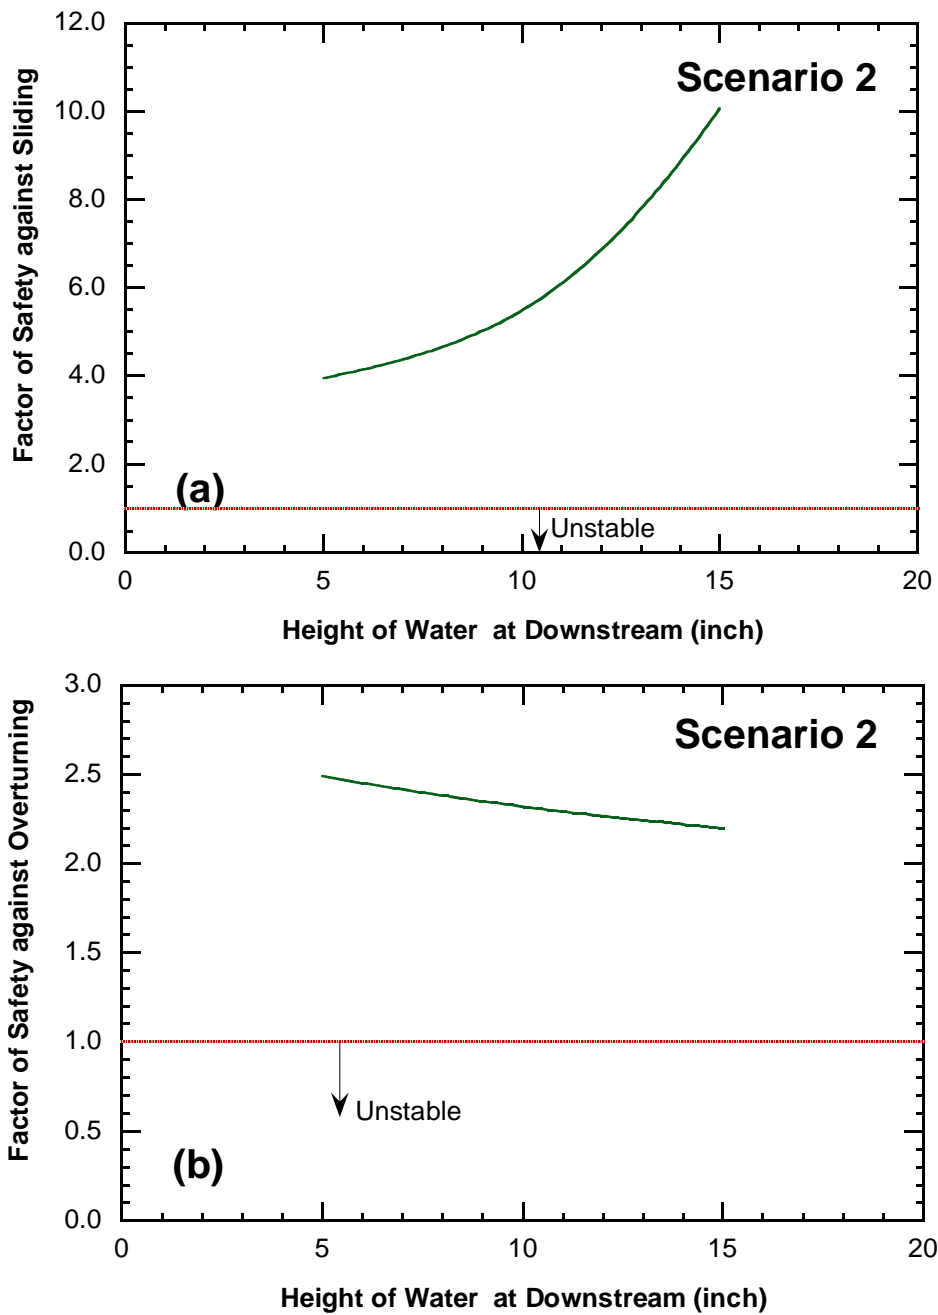 12.0
10.0
8.0
6.0
4.0
2.0
0.0
Factor of Safety against Sliding
Scenario 2
(a)
Unstable
0 5 10 15 20
Height of Water at Downstream (inch)
3.0
2.5
2.0
1.5
1.0
0.5
0.0
Factor of Safety against Overturning
Scenario 2
Unstable
(b)
0 5 10 15 20
Height of Water at Downstream (inch)